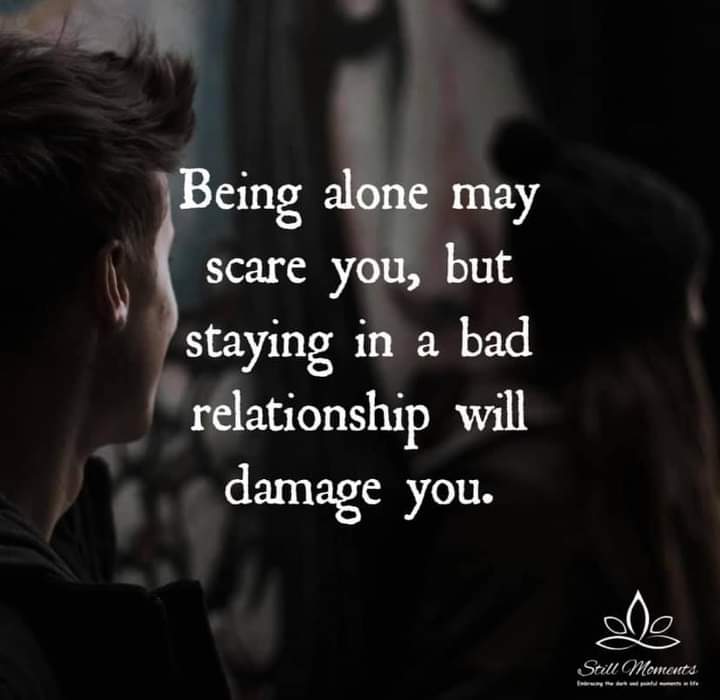 Being alone may
scare you, but
staying in a bad
relationship will
damage you.
Still Moments
Embracing the dark and painful moments in life